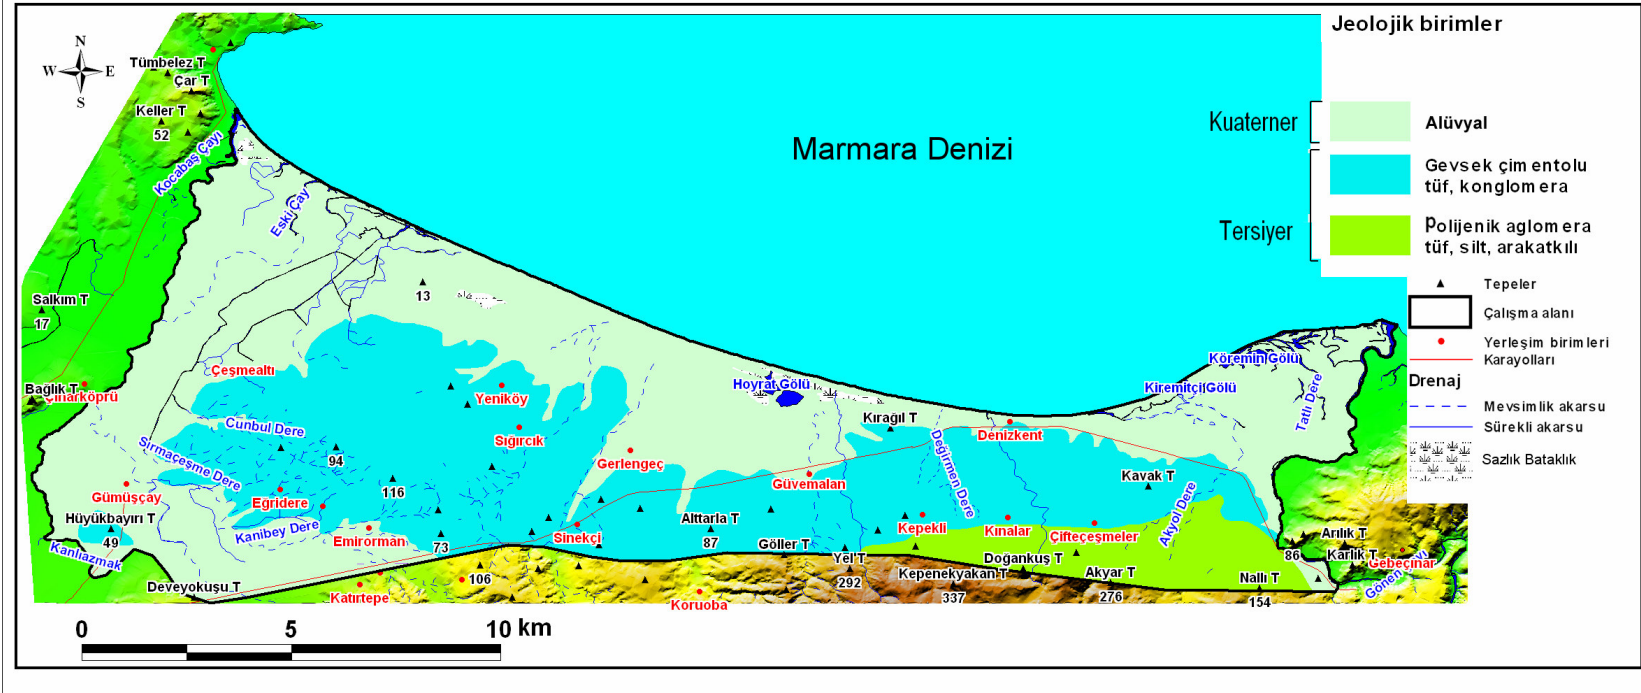 Jeolojik birimler
Kuaterner
Alüvyal
Tersiyer
Gevsek çimentolu
tüf, konglomera
Polijenik aglomera
tüf, silt, arakatkılı
Tepeler
Çalışma alanı
Yerleşim birimleri
Karayolları
Drenaj
Mevsimlik akarsu
Sürekli akarsu
Sazlık Bataklık
N
W E
S
Marmara Denizi
Tümbelez T
Çar T
Keller T
52
Kocabaş Çayı
Eski Çay
13
Salkım T
17
Bağlık T
Çınarköprü
Çeşmealtı
Yeniköy
Hoyrat Gölü
Köremin Gölü
Kiremitçi Gölü
Tatlı Dere
Kırağıl T
Denizkent
Cunbul Dere
Sığırcık
94
Sırmaçeşme Dere
Gerlengeç
Değirmen Dere
Güvemalan
Kavak T
116
Gümüşçay
Eğridere
Akyol Dere
Hüyükbayırı T
49
Kanibey Dere
Emirorman
73
Sinekçi
Alttarla T
87
Kepekli
Kınalar
Çifteçeşmeler
Kanlıazmak
Göller T
Yel T
292
Doğankuş T
Arılık T
86
Karlık T
Gebeçınar
Deveyokuşu T
Katırtepe
106
Koruoba
Kepenekyakan T
337
Akyar T
276
Nallı T
154
0 5 10 km